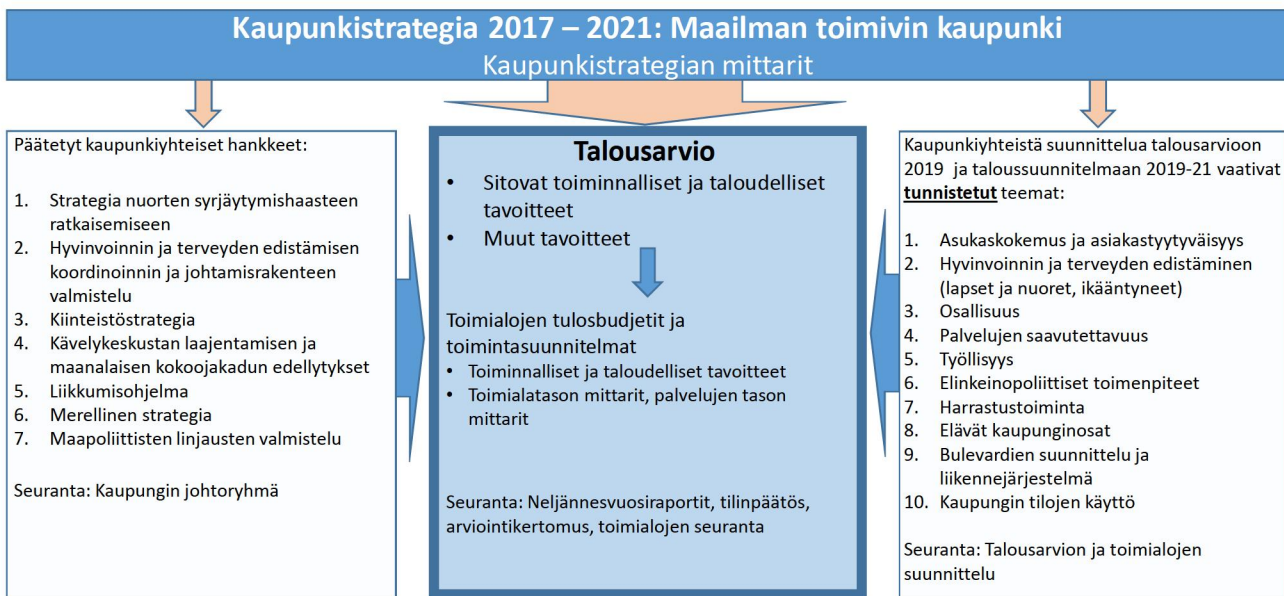 Kaupunkistrategia 2017 – 2021: Maailman toimivin kaupunki
Kaupunkistrategian mittarit
Päätetyt kaupunkiyhteiset hankkeet:
1. Strategia nuorten syrjäytymishaasteen
ratkaisemiseen
2. Hyvinvoinnin ja terveyden edistämisen
koordinoinnin ja johtamisrakenteen
valmistelu
3. Kiinteistöstrategia
4. Kävelykeskustan laajentamisen ja
maanalaisen kokoojakadun edellytykset
5. Liikkumisohjelma
6. Merellinen strategia
7. Maapoliittisten linjausten valmistelu
Seuranta: Kaupungin johtoryhmä
Talousarvio
• Sitovat toiminnalliset ja taloudelliset
tavoitteet
• Muut tavoitteet
Toimialojen tulosbudjetit ja
toimintasuunnitelmat
• Toiminnalliset ja taloudelliset tavoitteet
• Toimialatason mittarit, palvelujen tason
mittarit
Seuranta: Neljännesvuosiraportit, tilinpäätös,
arviointikertomus, toimialojen seuranta
Kaupunkiyhteistä suunnittelua talousarvioon
2019 ja taloussuunnitelmaan 2019-21 vaativat
tunnistetut teemat:
1. Asukaskokemus ja asiakastyytyväisyys
2. Hyvinvoinnin ja terveyden edistäminen
(lapset ja nuoret, ikääntyneet)
3. Osallisuus
4. Palvelujen saavutettavuus
5. Työllisyys
6. Elinkeinopoliittiset toimenpiteet
7. Harrastustoiminta
8. Elävät kaupunginosat
9. Bulevardien suunnittelu ja
liikennejärjestelmä
10. Kaupungin tilojen käyttö
Seuranta: Talousarvion ja toimialojen
suunnittelu